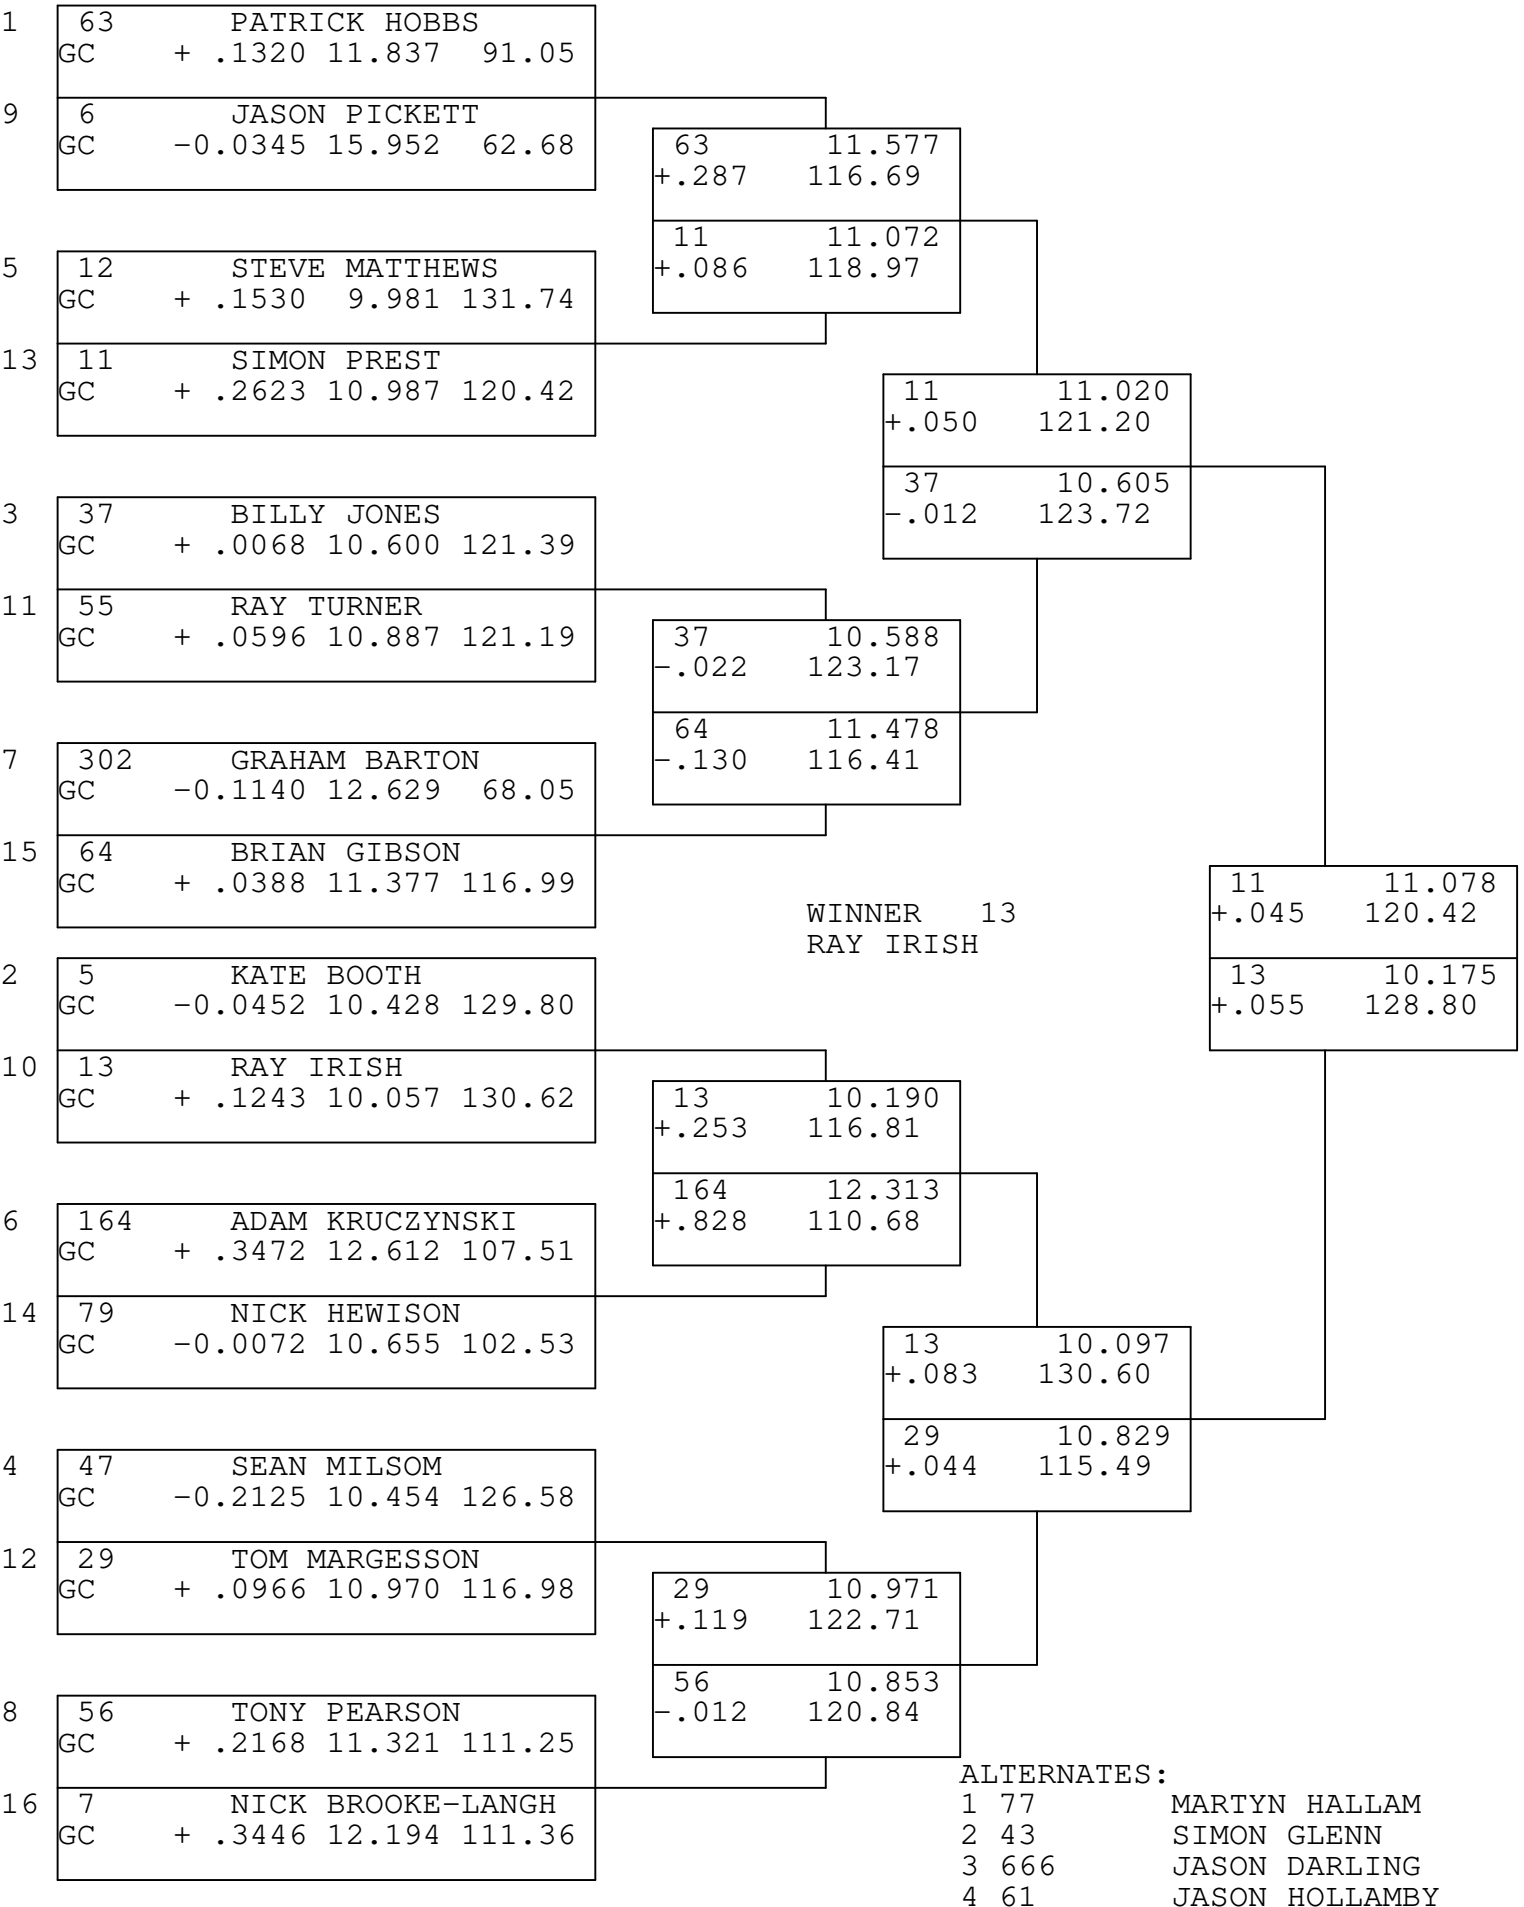 1 63 PATRICK HOBBS
GC + .1320 11.837 91.05
9 6 JASON PICKETT
GC -0.0345 15.952 62.68
63 11.577
+.287 116.69
11 11.072
+.086 118.97
5 12 STEVE MATTHEWS
GC + .1530 9.981 131.74
13 11 SIMON PREST
GC + .2623 10.987 120.42
11 11.020
+.050 121.20
37 10.605
-.012 123.72
3 37 BILLY JONES
GC + .0068 10.600 121.39
11 55 RAY TURNER
GC + .0596 10.887 121.19
37 10.588
-.022 123.17
64 11.478
-.130 116.41
7 302 GRAHAM BARTON
GC -0.1140 12.629 68.05
15 64 BRIAN GIBSON
GC + .0388 11.377 116.99
WINNER 13
RAY IRISH
11 11.078
+.045 120.42
13 10.175
+.055 128.80
2 5 KATE BOOTH
GC -0.0452 10.428 129.80
10 13 RAY IRISH
GC + .1243 10.057 130.62
13 10.190
+.253 116.81
164 12.313
+.828 110.68
6 164 ADAM KRUCZYNSKI
GC + .3472 12.612 107.51
14 79 NICK HEWISON
GC -0.0072 10.655 102.53
13 10.097
+.083 130.60
29 10.829
+.044 115.49
4 47 SEAN MILSOM
GC -0.2125 10.454 126.58
12 29 TOM MARGESSON
GC + .0966 10.970 116.98
29 10.971
+.119 122.71
56 10.853
-.012 120.84
8 56 TONY PEARSON
GC + .2168 11.321 111.25
16 7 NICK BROOKE-LANGH
GC + .3446 12.194 111.36
ALTERNATES:
1 77 MARTYN HALLAM
2 43 SIMON GLENN
3 666 JASON DARLING
4 61 JASON HOLLAMBY